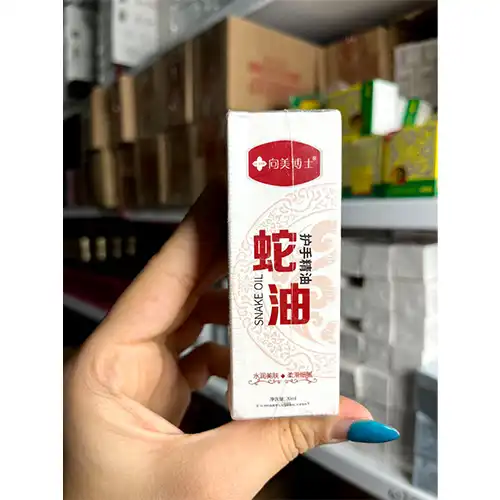 向美博士®
护手精油
蛇油
SNAKE OIL
水润美肤 ◆ 柔滑细腻
净含量: 30ml